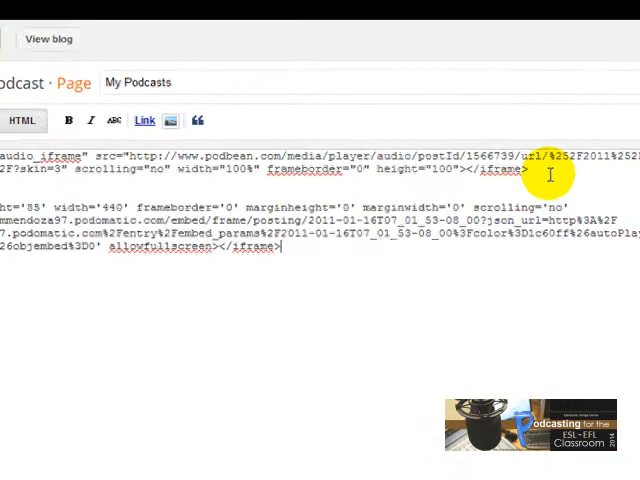 View blog
odcast · Page My Podcasts
HTML B I ABC Link
audio_iframe" src="http://www.podbean.com/media/player/audio/postId/1566739/url/%252F2011%252
2F?skin=3" scrolling="no" width="100%" frameborder="0" height="100"></iframe>
ht='85' width='440' frameborder='0' marginheight='0' marginwidth='0' scrolling='no'
mmendoza97.podomatic.com/embed/frame/posting/2011-01-16T07_01_53-08_00?json_url=http%3A%2F
7.podomatic.com%2Fentry%2Fembed_params%2F2011-01-16T07_01_53-08_00%3Fcolor%3D1c60ff%26autoPla
26objembed%3D0' allowfullscreen></iframe>
Podcasting for the
ESL-EFL
Classroom
2014